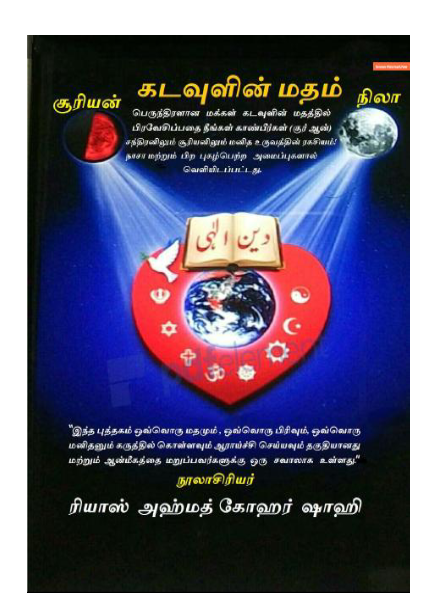 கடவுளின் மதம்
சூரியன்
நிலா
பெருந்திரளான மக்கள் கடவுளின் மதத்தில்
பிரவேசிப்பதை நீங்கள் காண்பீர்கள் (குர் ஆன்)
சந்திரனிலும் சூரியனிலும் மனித உருவத்தின் ரகசியம்!
நாசா மற்றும் பிற புகழ்பெற்ற அமைப்புகளால்
வெளியிடப்பட்டது.
دین الٰہی
"இந்த புத்தகம் ஒவ்வொரு மதமும் , ஒவ்வொரு பிரிவும், ஒவ்வொரு
மனிதனும் கருத்தில் கொள்ளவும் ஆராய்ச்சி செய்யவும் தகுதியானது
மற்றும் ஆன்மீகத்தை மறுப்பவர்களுக்கு ஒரு சவாலாக உள்ளது."
நூலாசிரியர்
ரியாஸ் அஹ்மத் கோஹர் ஷாஹி